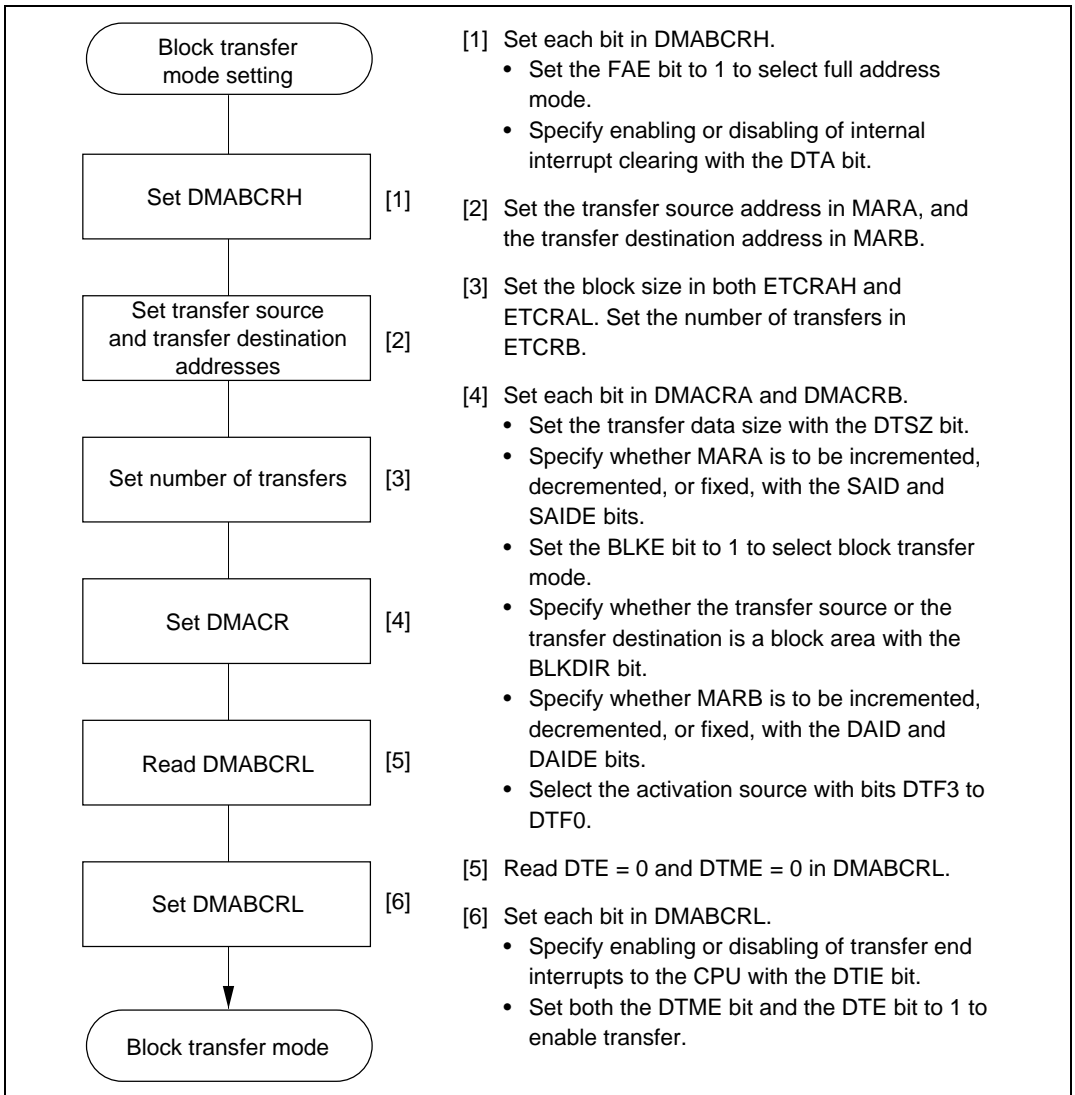 Block transfer
mode setting
Set DMABCRH [1]
Set transfer source
and transfer destination
addresses
[2]
Set number of transfers [3]
Set DMACR [4]
Read DMABCRL [5]
Set DMABCRL [6]
Block transfer mode
[1] Set each bit in DMABCRH.
• Set the FAE bit to 1 to select full address
mode.
• Specify enabling or disabling of internal
interrupt clearing with the DTA bit.
[2] Set the transfer source address in MARA, and
the transfer destination address in MARB.
[3] Set the block size in both ETCRAH and
ETCRAL. Set the number of transfers in
ETCRB.
[4] Set each bit in DMACRA and DMACRB.
• Set the transfer data size with the DTSZ bit.
• Specify whether MARA is to be incremented,
decremented, or fixed, with the SAID and
SAIDE bits.
• Set the BLKE bit to 1 to select block transfer
mode.
• Specify whether the transfer source or the
transfer destination is a block area with the
BLKDIR bit.
• Specify whether MARB is to be incremented,
decremented, or fixed, with the DAID and
DAIDE bits.
• Select the activation source with bits DTF3 to
DTF0.
[5] Read DTE = 0 and DTME = 0 in DMABCRL.
[6] Set each bit in DMABCRL.
• Specify enabling or disabling of transfer end
interrupts to the CPU with the DTIE bit.
• Set both the DTME bit and the DTE bit to 1 to
enable transfer.